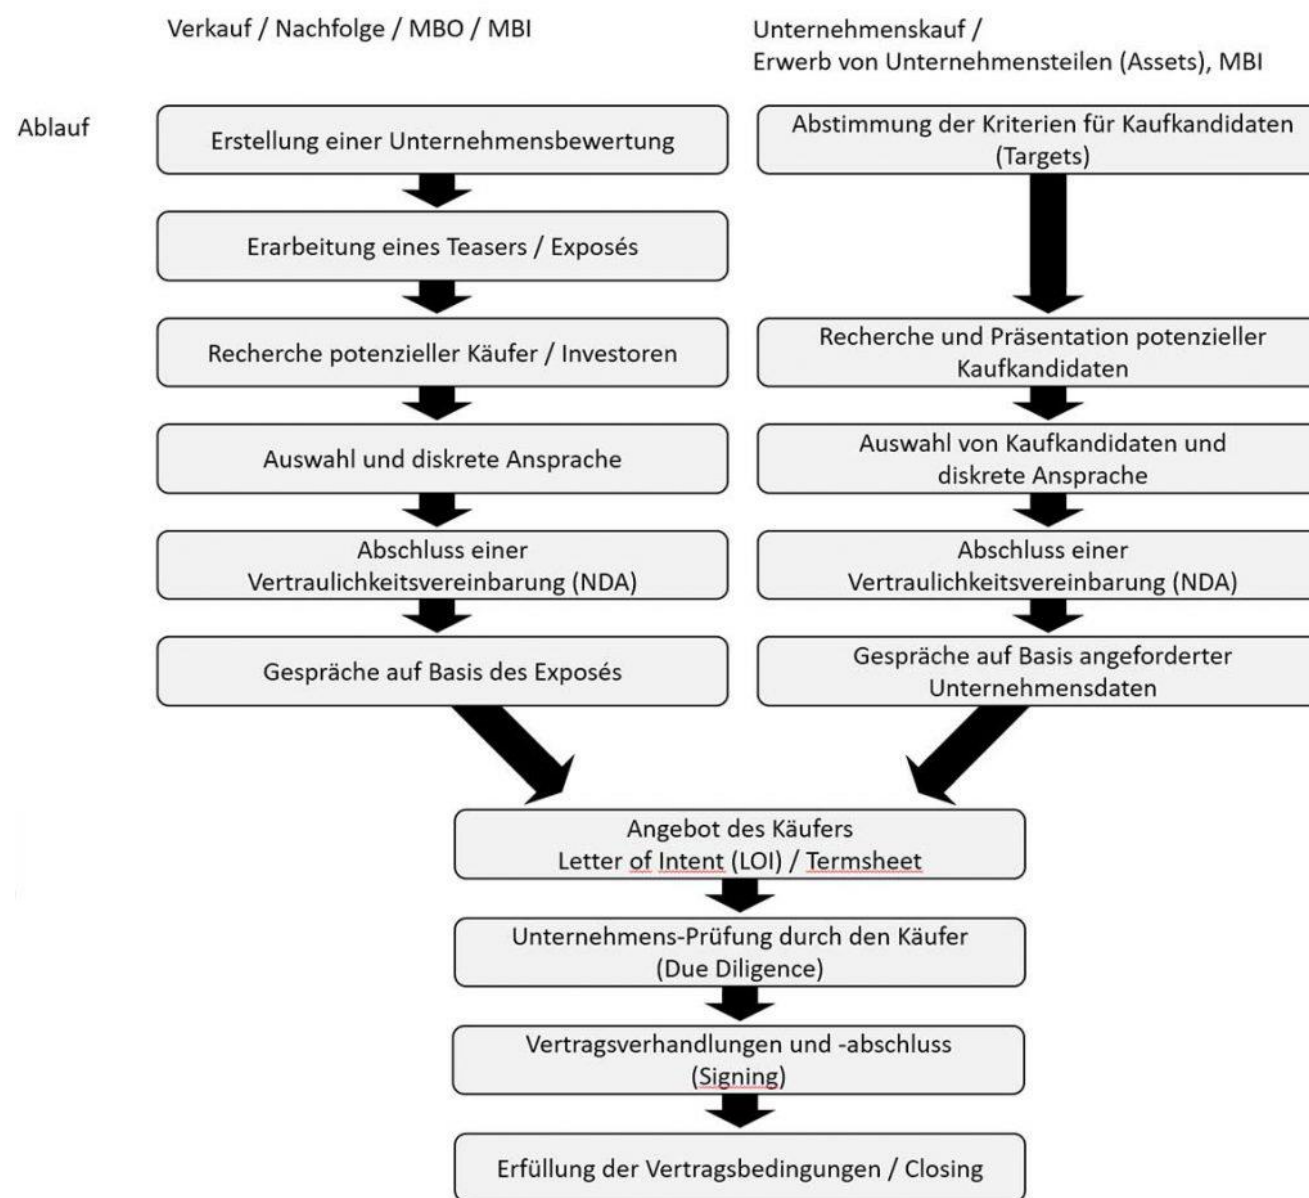 Verkauf / Nachfolge / MBO / MBI
Unternehmenskauf /
Erwerb von Unternehmensteilen (Assets), MBI
Ablauf
Erstellung einer Unternehmensbewertung
Erarbeitung eines Teasers / Exposés
Recherche potenzieller Käufer / Investoren
Auswahl und diskrete Ansprache
Abschluss einer
Vertraulichkeitsvereinbarung (NDA)
Gespräche auf Basis des Exposés
Abstimmung der Kriterien für Kaufkandidaten
(Targets)
Recherche und Präsentation potenzieller
Kaufkandidaten
Auswahl von Kaufkandidaten und
diskrete Ansprache
Abschluss einer
Vertraulichkeitsvereinbarung (NDA)
Gespräche auf Basis angeforderter
Unternehmensdaten
Angebot des Käufers
Letter of Intent (LOI) / Termsheet
Unternehmens-Prüfung durch den Käufer
(Due Diligence)
Vertragsverhandlungen und -abschluss
(Signing)
Erfüllung der Vertragsbedingungen / Closing